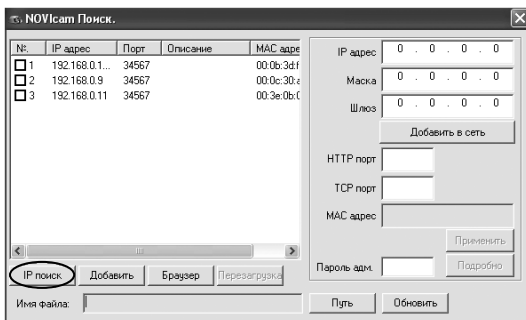 NOVIcam Поиск.
№. IP адрес Порт Описание MAC адре
1 192.168.0.1... 34567 00:0b:3d:f
2 192.168.0.9 34567 00:0c:30:a
3 192.168.0.11 34567 00:3e:0b:0
IP поиск Добавить Браузер Перезагрузка
Имя файла:
IP адрес 0 . 0 . 0 . 0
Маска 0 . 0 . 0 . 0
Шлюз 0 . 0 . 0 . 0
Добавить в сеть
HTTP порт
TCP порт
MAC адрес
Применить
Пароль адм. Подробно
Путь Обновить